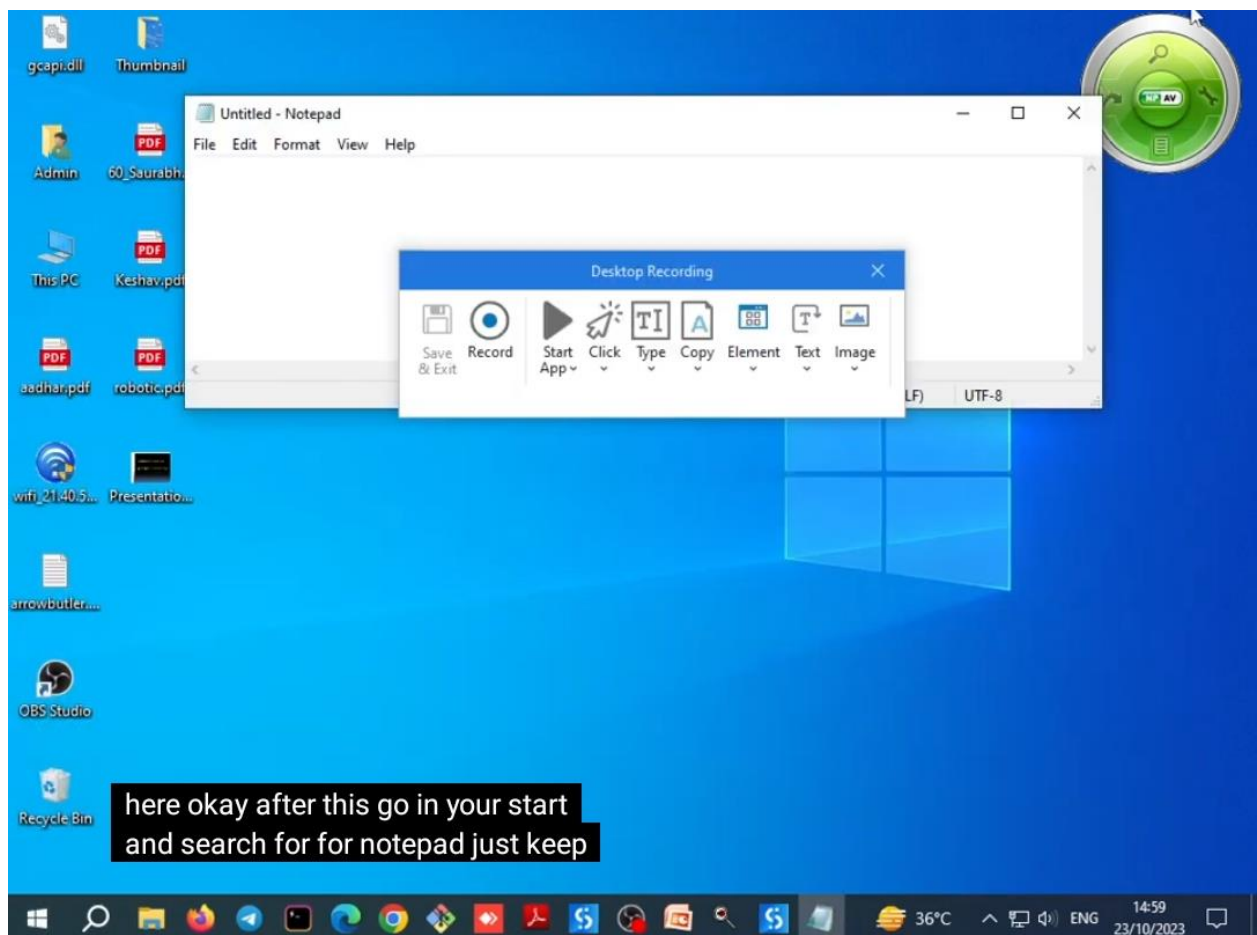 gcapi.dll
Thumbnail
Admin
60_Saurabh.
This PC
Keshav.pdf
aadhar.pdf
robotic.pdf
wifi_21.40.5...
Presentatio...
arrowbutler....
OBS Studio
Recycle Bin
Untitled - Notepad
File Edit Format View Help
HP AV
Desktop Recording
Save & Exit
Record
Start App
Click
Type
Copy
Element
Text
Image
LF) UTF-8
here okay after this go in your start
and search for for notepad just keep
36°C
ENG
14:59
23/10/2023